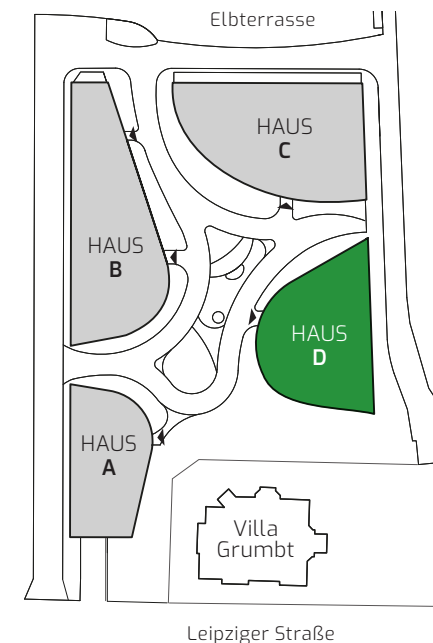 Elbterrasse
HAUS
C
HAUS
B
HAUS
D
HAUS
A
Villa
Grumbt
Leipziger Straße